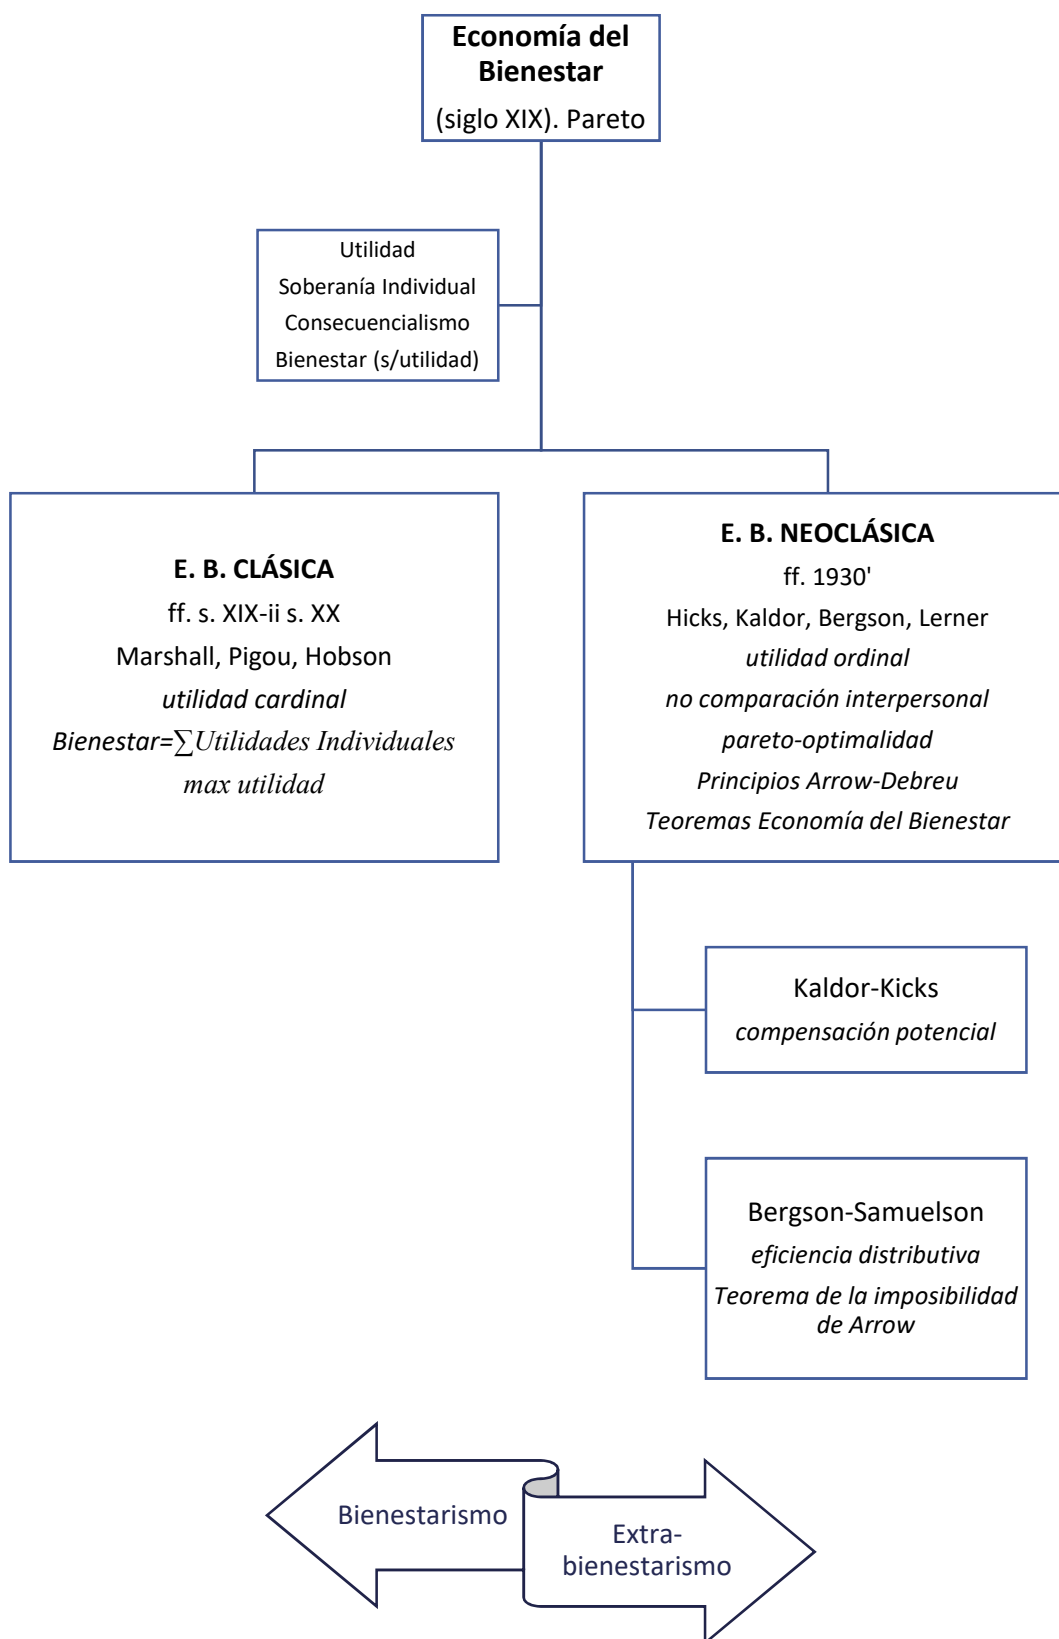 Economía del
Bienestar
(siglo XIX). Pareto
Utilidad
Soberanía Individual
Consecuencialismo
Bienestar (s/utilidad)
E. B. CLÁSICA
ff. s. XIX-ii s. XX
Marshall, Pigou, Hobson
utilidad cardinal
Bienestar=∑Utilidades Individuales
max utilidad
E. B. NEOCLÁSICA
ff. 1930'
Hicks, Kaldor, Bergson, Lerner
utilidad ordinal
no comparación interpersonal
pareto-optimalidad
Principios Arrow-Debreu
Teoremas Economía del Bienestar
Kaldor-Kicks
compensación potencial
Bergson-Samuelson
eficiencia distributiva
Teorema de la imposibilidad
de Arrow
Bienestarismo
Extra-
bienestarismo